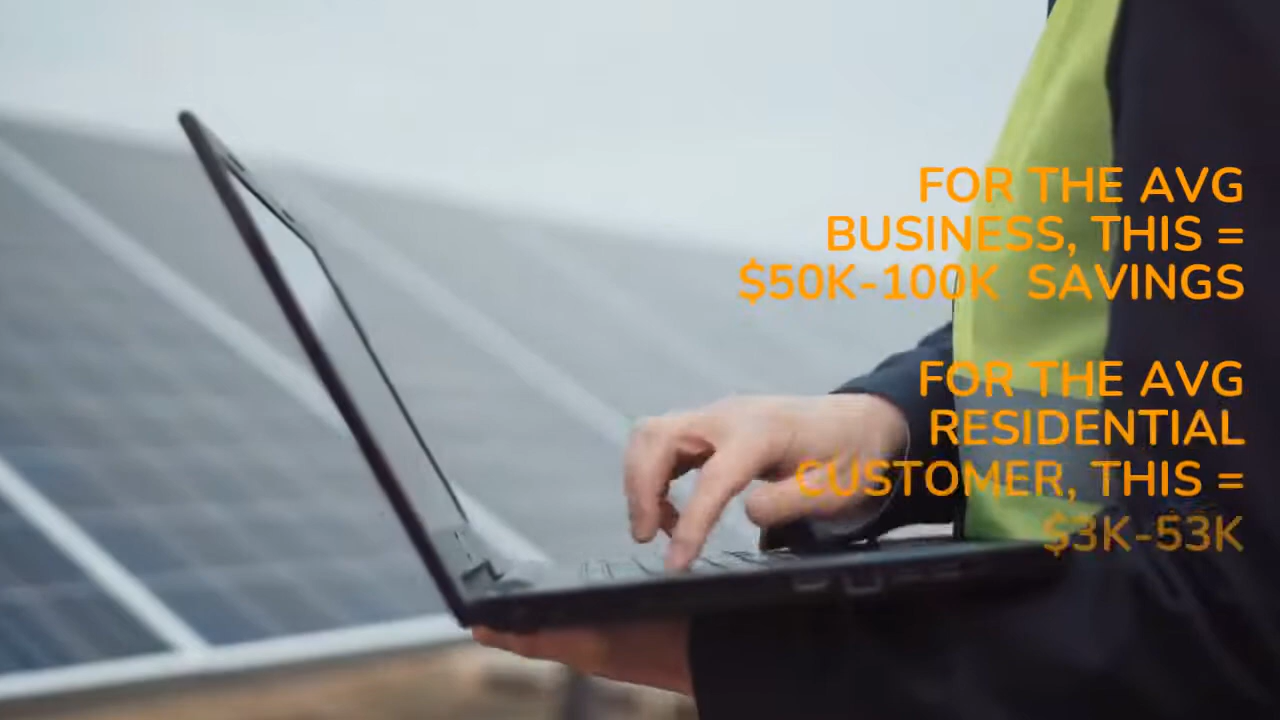 FOR THE AVG
BUSINESS, THIS =
$50K-100K SAVINGS
FOR THE AVG
RESIDENTIAL
CUSTOMER, THIS =
$3K-53K